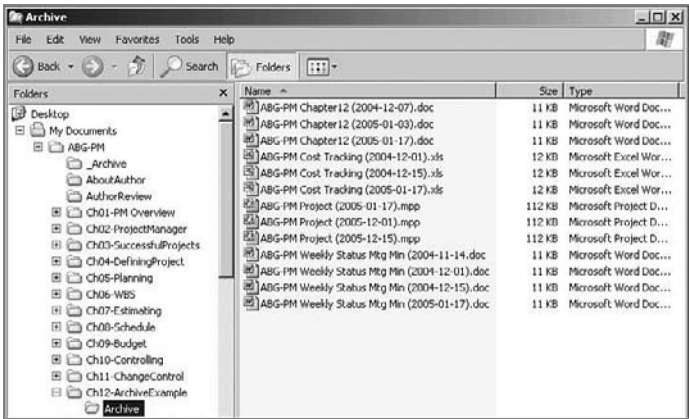 Archive
File Edit View Favorites Tools Help
Back Search Folders
Folders
Desktop
My Documents
ABG-PM
_Archive
AboutAuthor
AuthorReview
Ch01-PM Overview
Ch02-ProjectManager
Ch03-SuccessfulProjects
Ch04-DefiningProject
Ch05-Planning
Ch06-WBS
Ch07-Estimating
Ch08-Schedule
Ch09-Budget
Ch10-Controlling
Ch11-ChangeControl
Ch12-ArchiveExample
Archive
Name Size Type
ABG-PM Chapter12 (2004-12-07).doc 11 KB Microsoft Word Doc...
ABG-PM Chapter12 (2005-01-03).doc 11 KB Microsoft Word Doc...
ABG-PM Chapter12 (2005-01-17).doc 11 KB Microsoft Word Doc...
ABG-PM Cost Tracking (2004-12-01).xls 12 KB Microsoft Excel Wor...
ABG-PM Cost Tracking (2004-12-15).xls 12 KB Microsoft Excel Wor...
ABG-PM Cost Tracking (2005-01-17).xls 12 KB Microsoft Excel Wor...
ABG-PM Project (2005-01-17).mpp 112 KB Microsoft Project D...
ABG-PM Project (2005-12-01).mpp 112 KB Microsoft Project D...
ABG-PM Project (2005-12-15).mpp 112 KB Microsoft Project D...
ABG-PM Weekly Status Mtg Min (2004-11-14.doc 11 KB Microsoft Word Doc...
ABG-PM Weekly Status Mtg Min (2004-12-01).doc 11 KB Microsoft Word Doc...
ABG-PM Weekly Status Mtg Min (2004-12-15).doc 11 KB Microsoft Word Doc...
ABG-PM Weekly Status Mtg Min (2005-01-17).doc 11 KB Microsoft Word Doc...